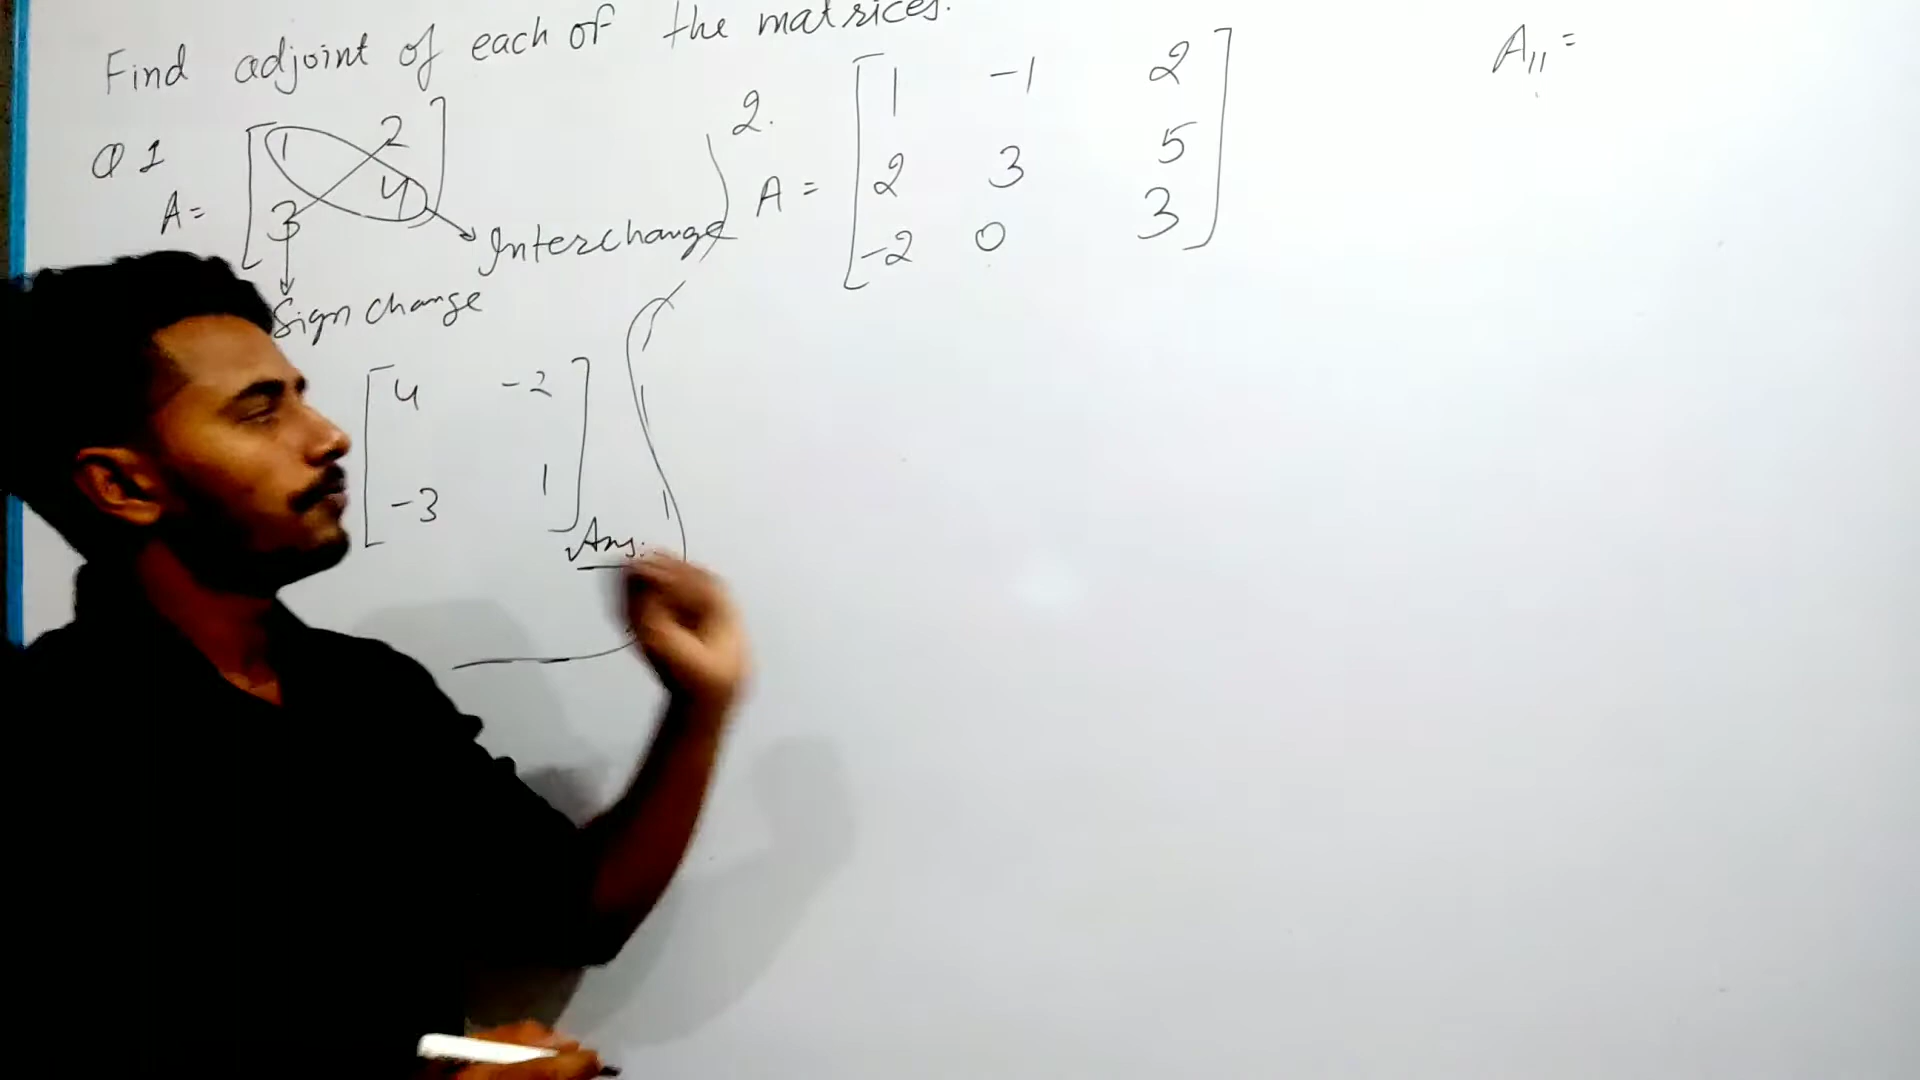 Find adjoint of each of the matrices.
Q 1
A = [ 1 2
3 4 ]
Interchange
Sign change
[ 4 -2
-3 1 ]
Ans.
2.
A = [ 1 -1 2
2 3 5
-2 0 3 ]
A11 =